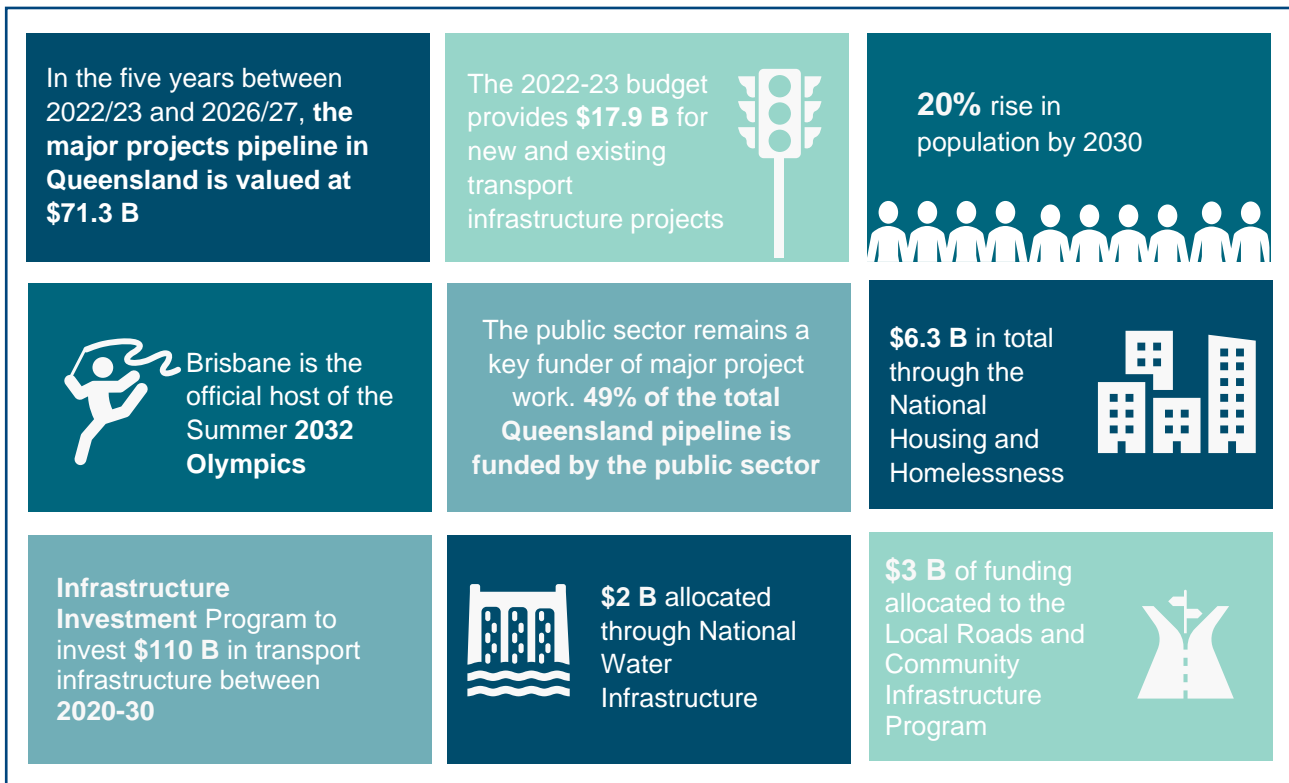 In the five years between
2022/23 and 2026/27, the
major projects pipeline in
Queensland is valued at
$71.3 B
The 2022-23 budget
provides $17.9 B for
new and existing
transport
infrastructure projects
20% rise in
population by 2030
Brisbane is the
official host of the
Summer 2032
Olympics
The public sector remains a
key funder of major project
work. 49% of the total
Queensland pipeline is
funded by the public sector
$6.3 B in total
through the
National
Housing and
Homelessness
Infrastructure
Investment Program to
invest $110 B in transport
infrastructure between
2020-30
$2 B allocated
through National
Water
Infrastructure
$3 B of funding
allocated to the
Local Roads and
Community
Infrastructure
Program